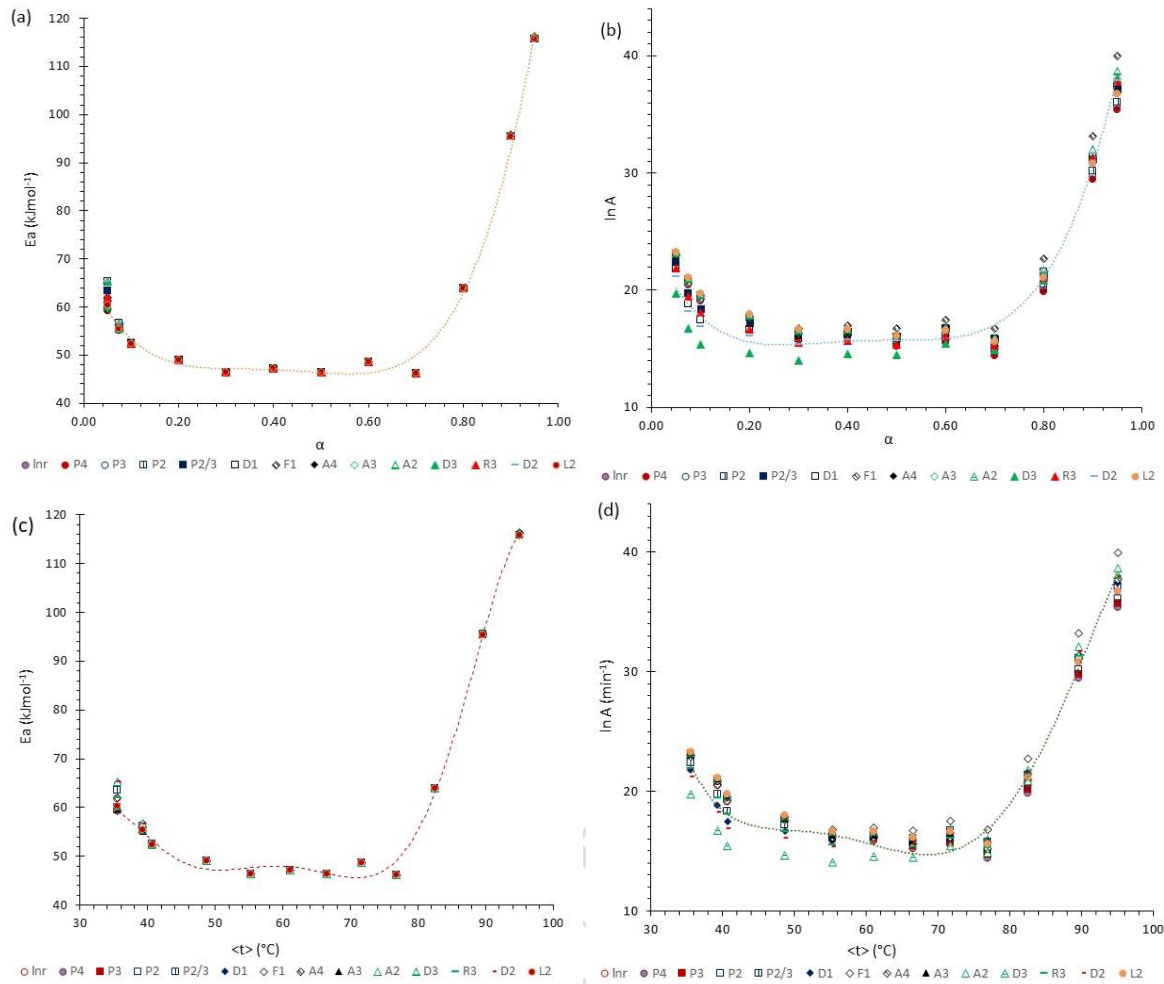 (a)
120
110
100
90
80
70
60
50
40
Ea (kJmol⁻¹)
0.00 0.20 0.40 0.60 0.80 1.00
α
lnr P4 P3 P2 P2/3 D1 F1 A4 A3 A2 D3 R3 D2 L2
(b)
40
30
20
10
ln A
0.00 0.20 0.40 0.60 0.80 1.00
α
lnr P4 P3 P2 P2/3 D1 F1 A4 A3 A2 D3 R3 D2 L2
(c)
120
110
100
90
80
70
60
50
40
Ea (kJmol⁻¹)
30 40 50 60 70 80 90 100
<t> (°C)
lnr P4 P3 P2 P2/3 D1 F1 A4 A3 A2 D3 R3 D2 L2
(d)
40
30
20
10
ln A (min⁻¹)
30 40 50 60 70 80 90 100
<t> (°C)
lnr P4 P3 P2 P2/3 D1 F1 A4 A3 A2 D3 R3 D2 L2